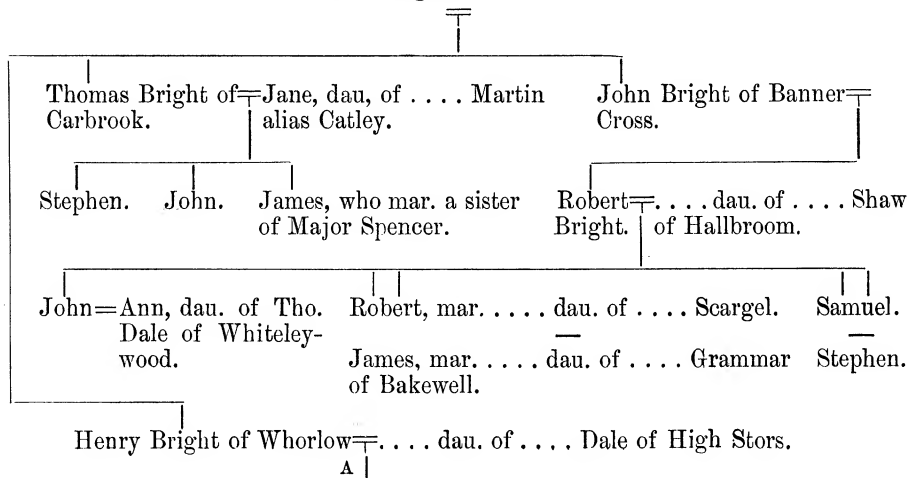 Thomas Bright of Carbrook. = Jane, dau, of .... Martin alias Catley.
John Bright of Banner Cross.
Stephen. John. James, who mar. a sister of Major Spencer.
Robert Bright. = .... dau. of .... Shaw of Hallbroom.
John = Ann, dau. of Tho. Dale of Whiteley-wood.
Robert, mar..... dau. of .... Scargel.
James, mar..... dau. of .... Grammar of Bakewell.
Samuel.
Stephen.
Henry Bright of Whorlow = .... dau. of .... Dale of High Stors.
A